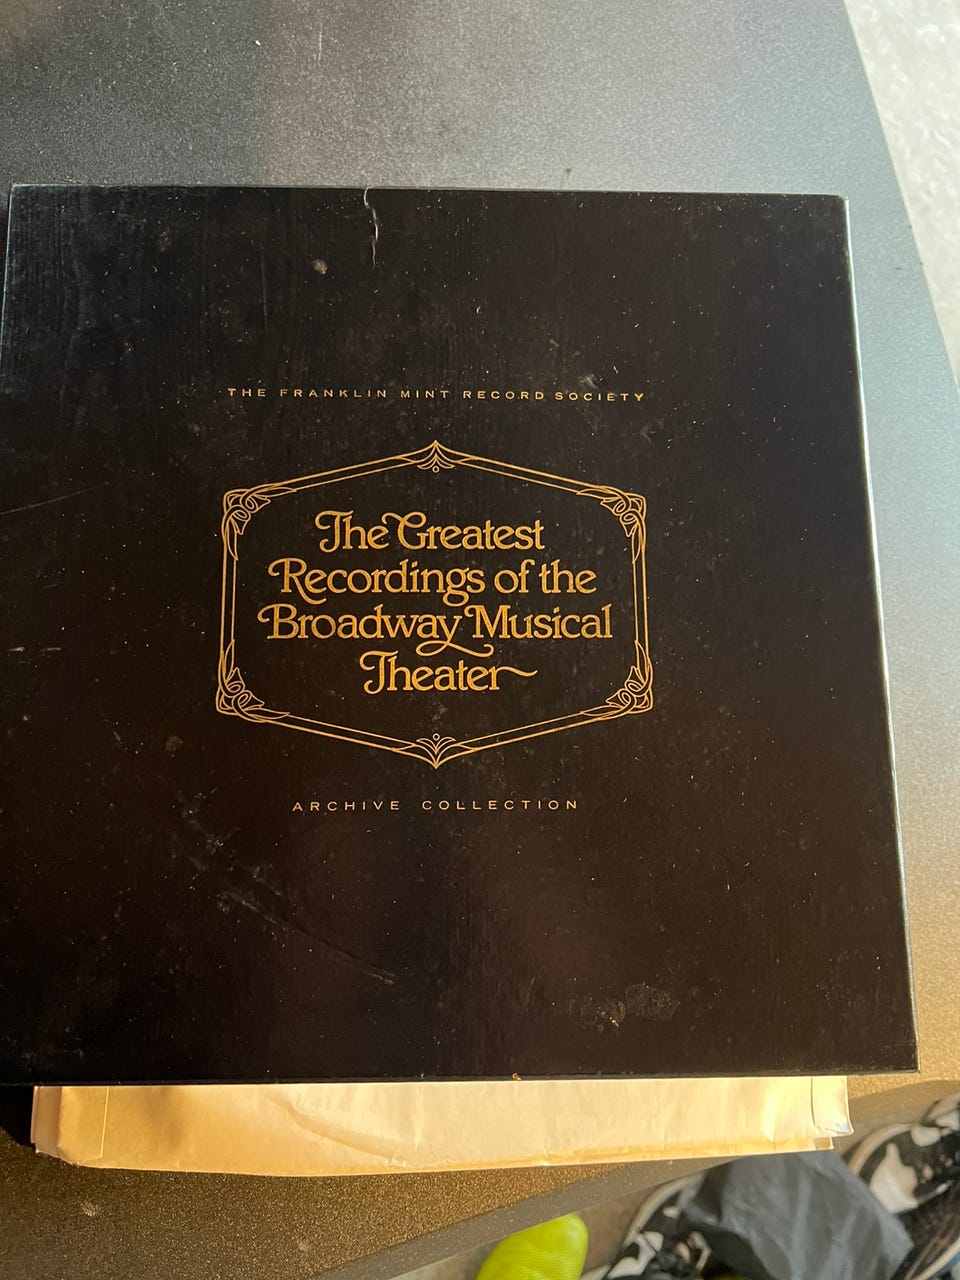 THE FRANKLIN MINT RECORD SOCIETY
The Greatest
Recordings of the
Broadway Musical
Theater
ARCHIVE COLLECTION